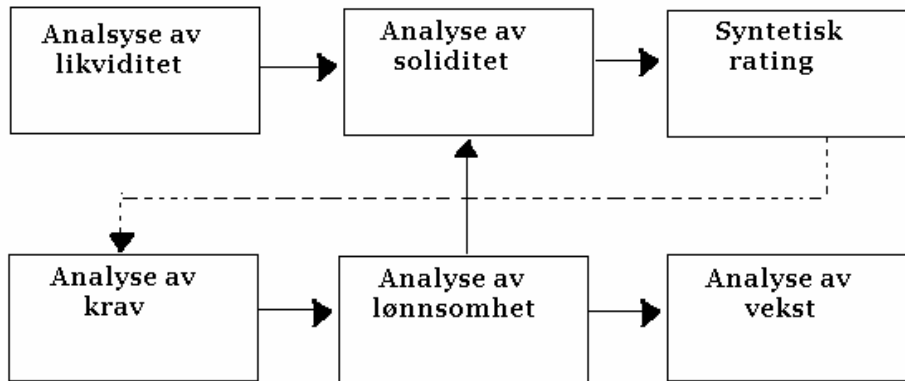 Analsyse av
likviditet
Analyse av
soliditet
Syntetisk
rating
Analyse av
krav
Analyse av
lønnsomhet
Analyse av
vekst